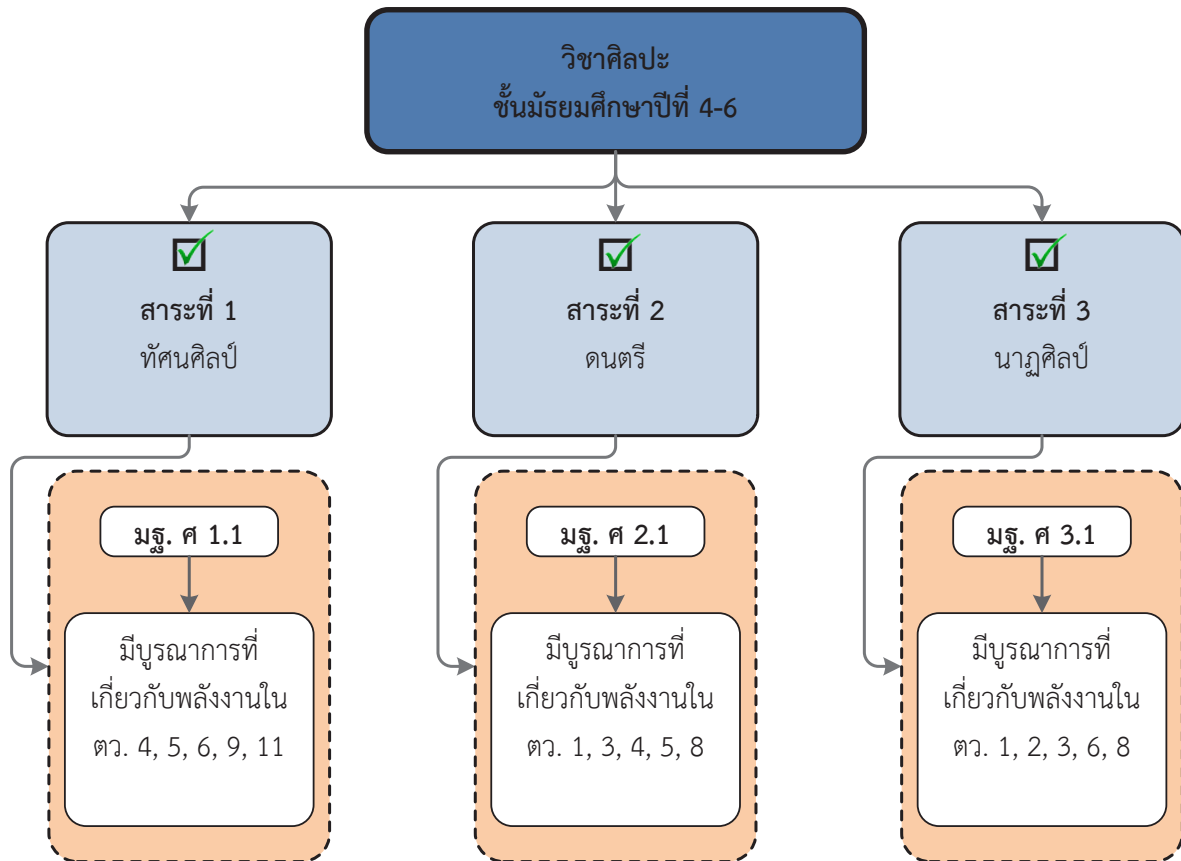 วิชาศิลปะ
ชั้นมัธยมศึกษาปีที่ 4-6
สาระที่ 1
ทัศนศิลป์
สาระที่ 2
ดนตรี
สาระที่ 3
นาฏศิลป์
มฐ. ศ 1.1
มีบูรณาการที่
เกี่ยวกับพลังงานใน
ตว. 4, 5, 6, 9, 11
มฐ. ศ 2.1
มีบูรณาการที่
เกี่ยวกับพลังงานใน
ตว. 1, 3, 4, 5, 8
มฐ. ศ 3.1
มีบูรณาการที่
เกี่ยวกับพลังงานใน
ตว. 1, 2, 3, 6, 8